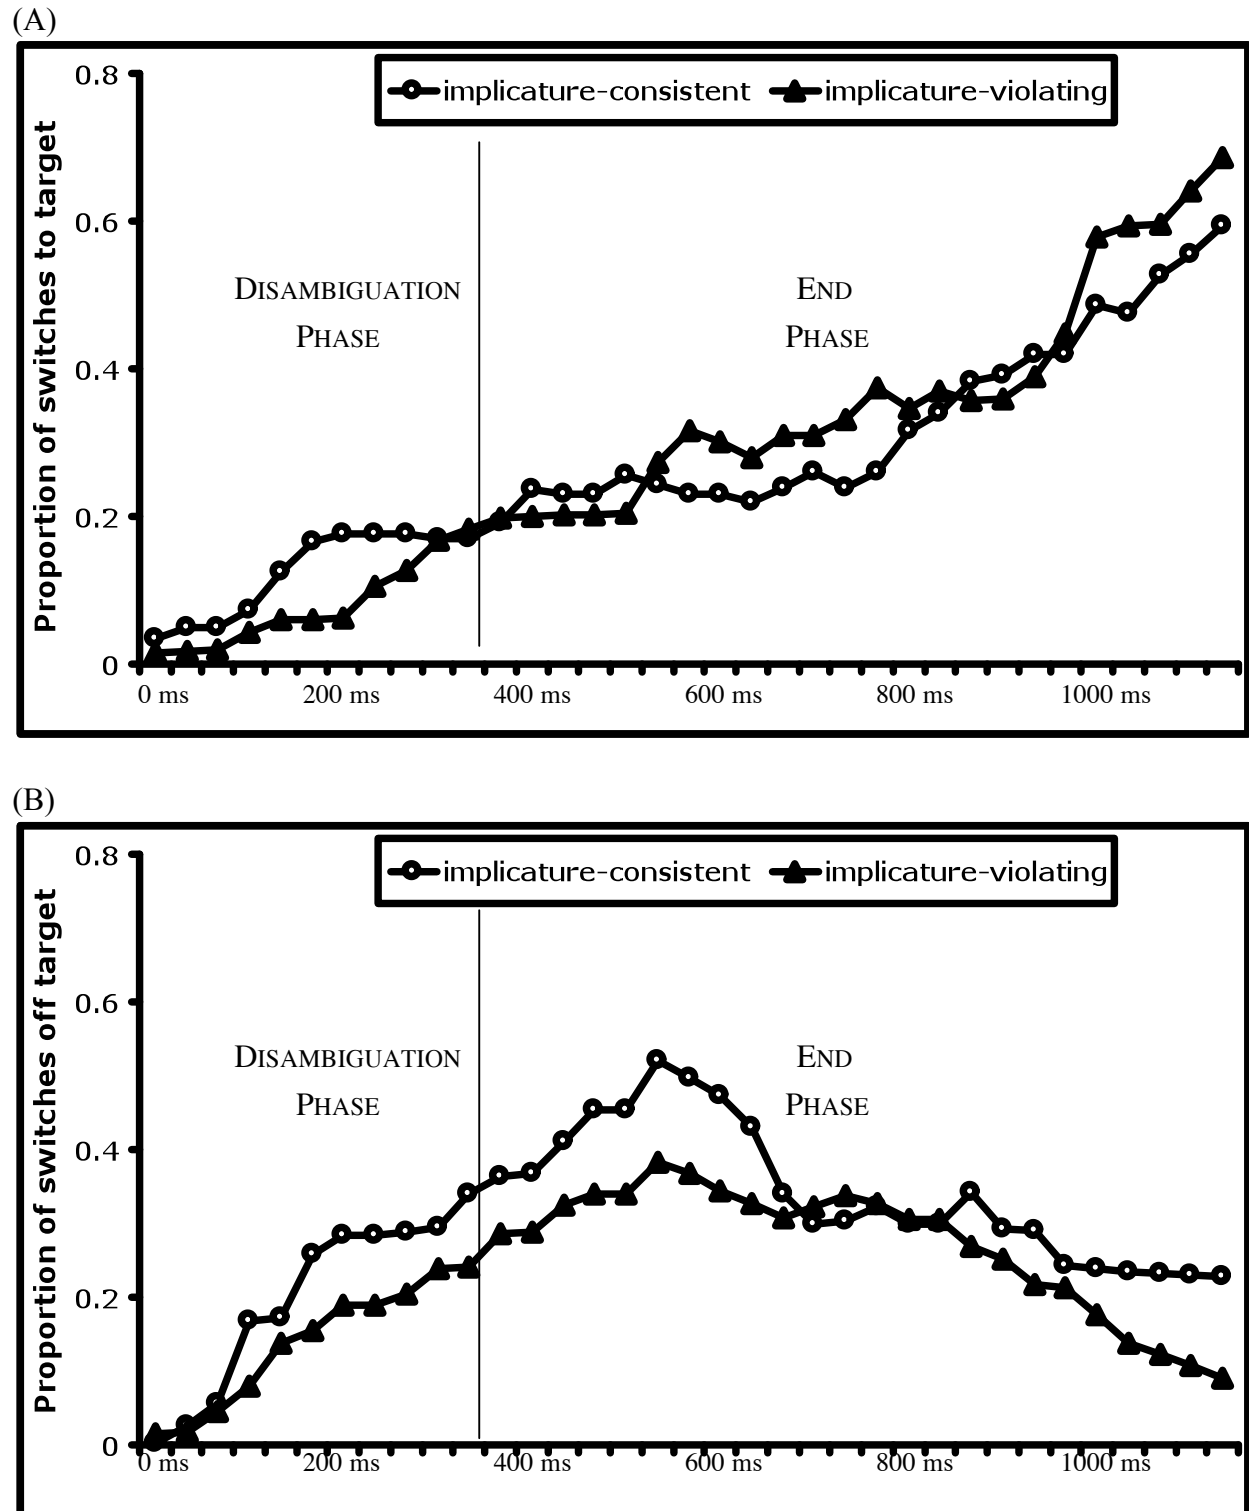 (A)
implicature-consistent implicature-violating
Proportion of switches to target
0.8
0.6
0.4
0.2
0
DISAMBIGUATION
PHASE
END
PHASE
0 ms 200 ms 400 ms 600 ms 800 ms 1000 ms
(B)
implicature-consistent implicature-violating
Proportion of switches off target
0.8
0.6
0.4
0.2
0
DISAMBIGUATION
PHASE
END
PHASE
0 ms 200 ms 400 ms 600 ms 800 ms 1000 ms